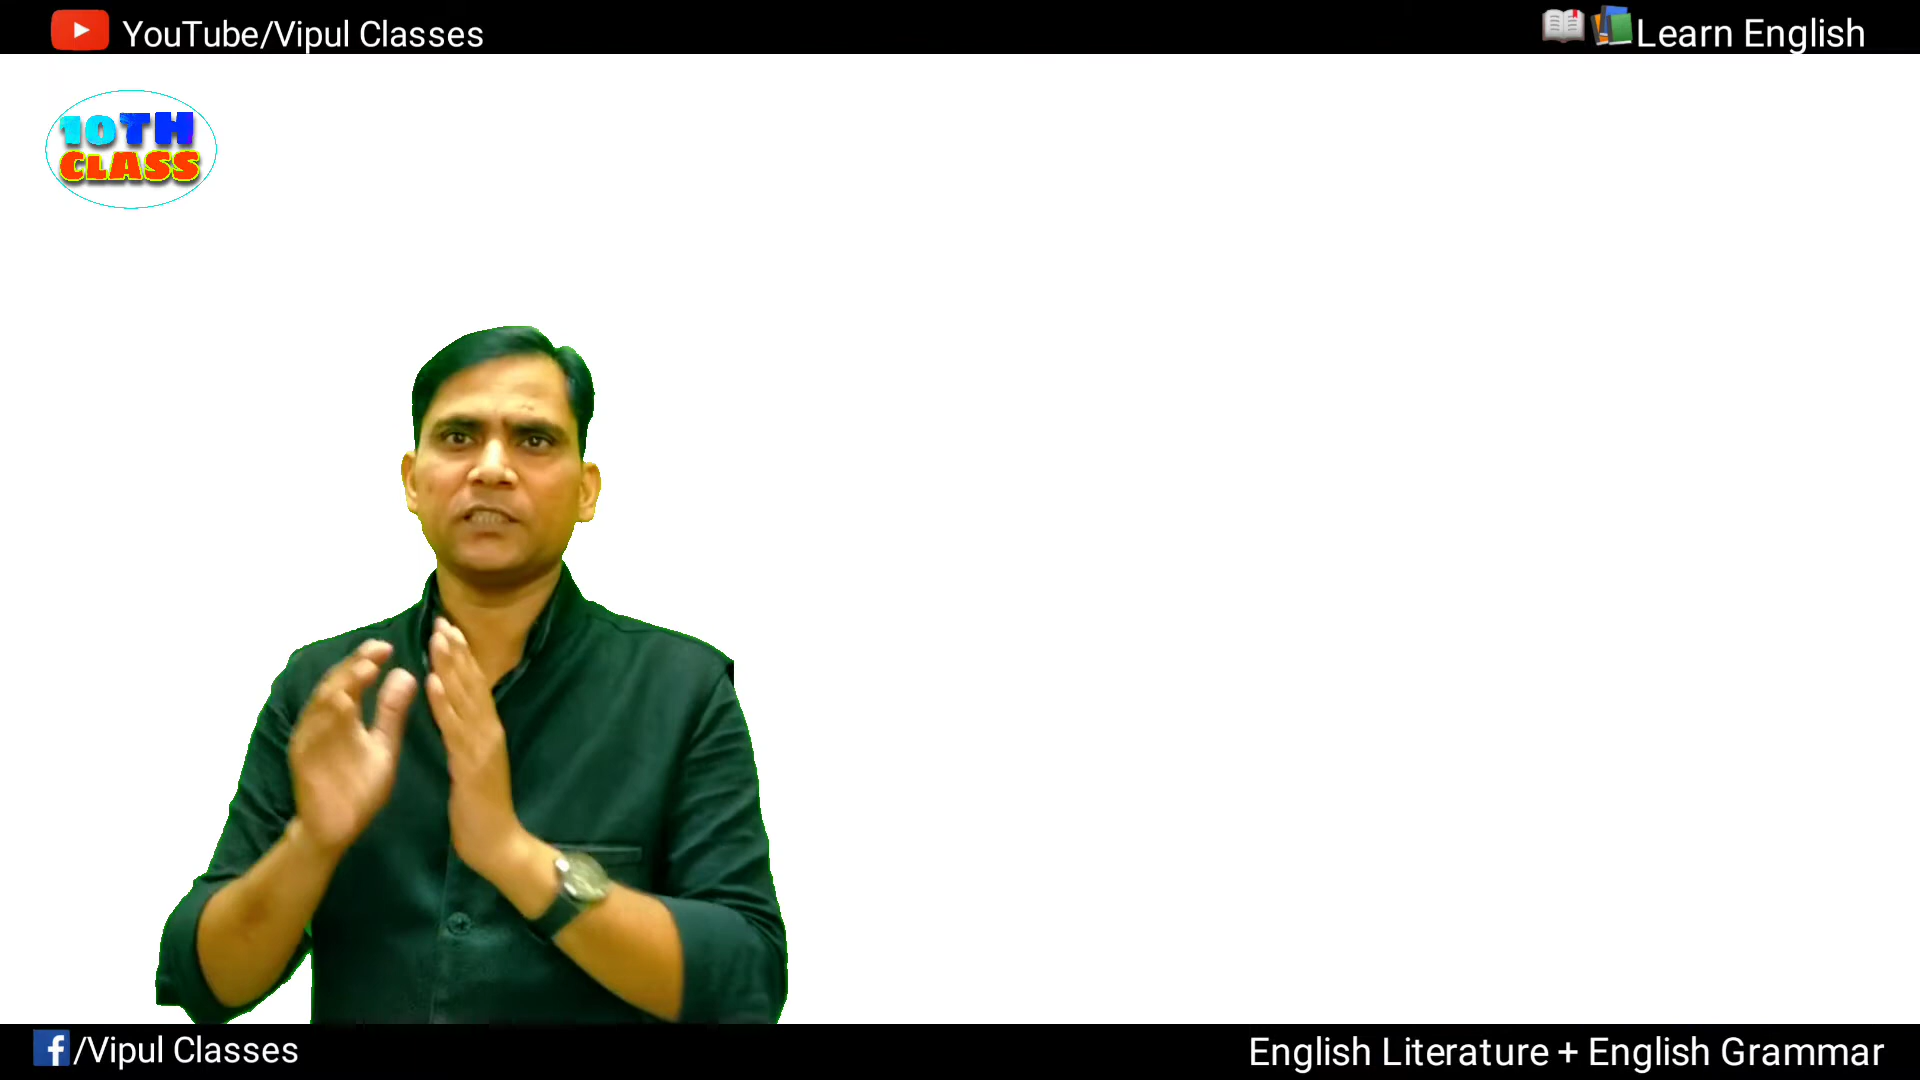 YouTube/Vipul Classes
Learn English
10TH
CLASS
f/Vipul Classes
English Literature + English Grammar